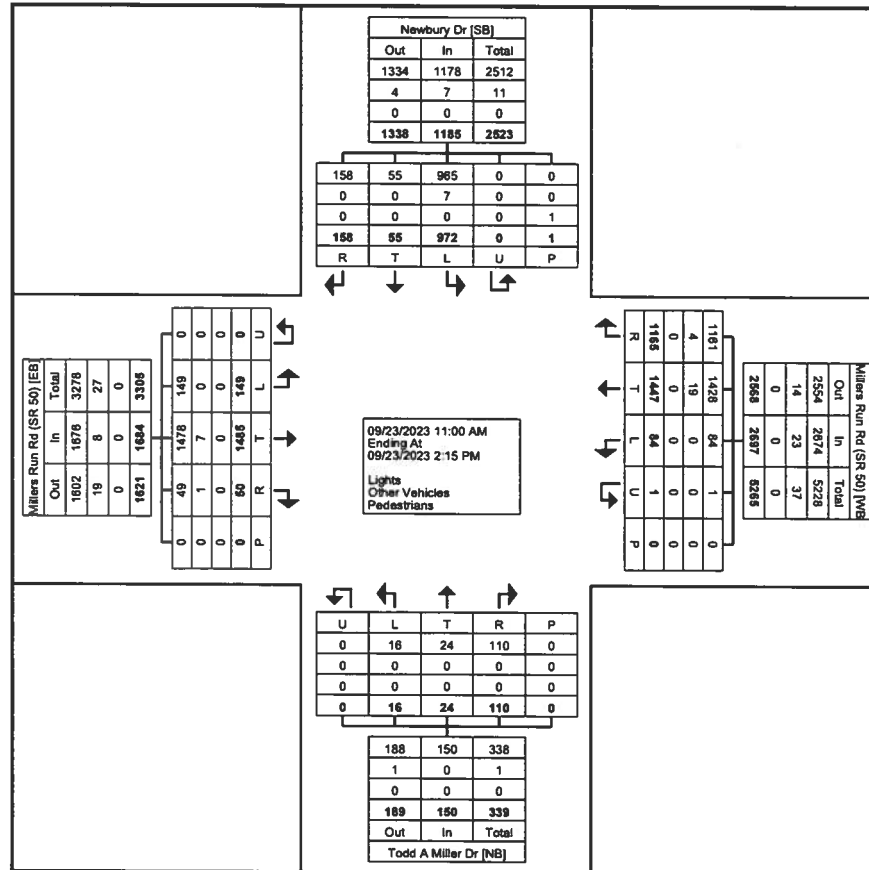 Newbury Dr [SB]
Out In Total
1334 1178 2512
4 7 11
0 0 0
1338 1185 2523
158 55 965 0 0
0 0 7 0 0
0 0 0 0 1
158 55 972 0 1
R T L U P
Millers Run Rd (SR 50) [EB]
Total In Out
3278 1676 1602
27 8 19
0 0 0
3305 1684 1621
0 149 1478 49 0
0 0 7 1 0
0 0 0 0 0
0 149 1485 50 0
U L T R P
09/23/2023 11:00 AM
Ending At
09/23/2023 2:15 PM
Lights
Other Vehicles
Pedestrians
R T L U P
1165 1447 84 1 0
0 0 0 0 0
4 19 0 0 0
1161 1428 84 1 0
Millers Run Rd (SR 50) [WB]
Out In Total
2554 2674 5228
14 23 37
0 0 0
2568 2697 5265
U L T R P
0 16 24 110 0
0 0 0 0 0
0 0 0 0 0
0 16 24 110 0
188 150 338
1 0 1
0 0 0
189 150 339
Out In Total
Todd A Miller Dr [NB]